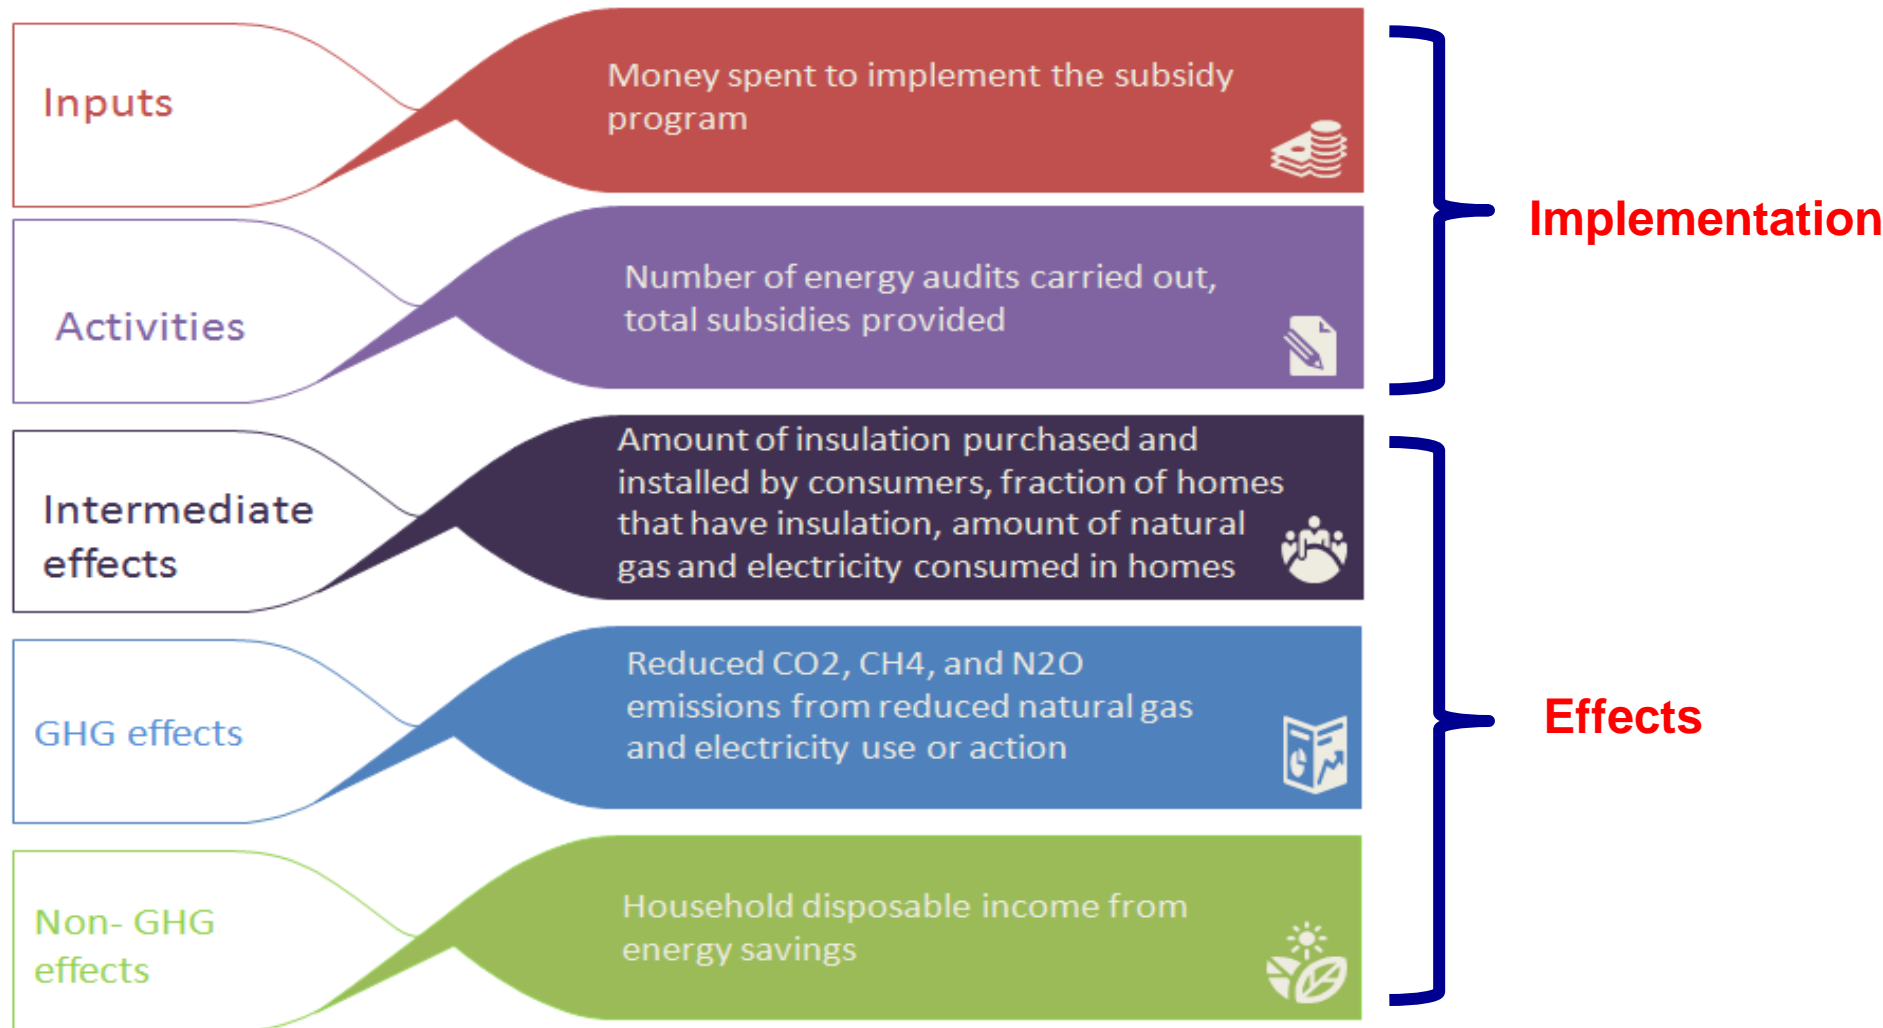 Inputs
Money spent to implement the subsidy
program
Implementation
Activities
Number of energy audits carried out,
total subsidies provided
Intermediate
effects
Amount of insulation purchased and
installed by consumers, fraction of homes
that have insulation, amount of natural
gas and electricity consumed in homes
GHG effects
Reduced CO2, CH4, and N2O
emissions from reduced natural gas
and electricity use or action
Effects
Non- GHG
effects
Household disposable income from
energy savings